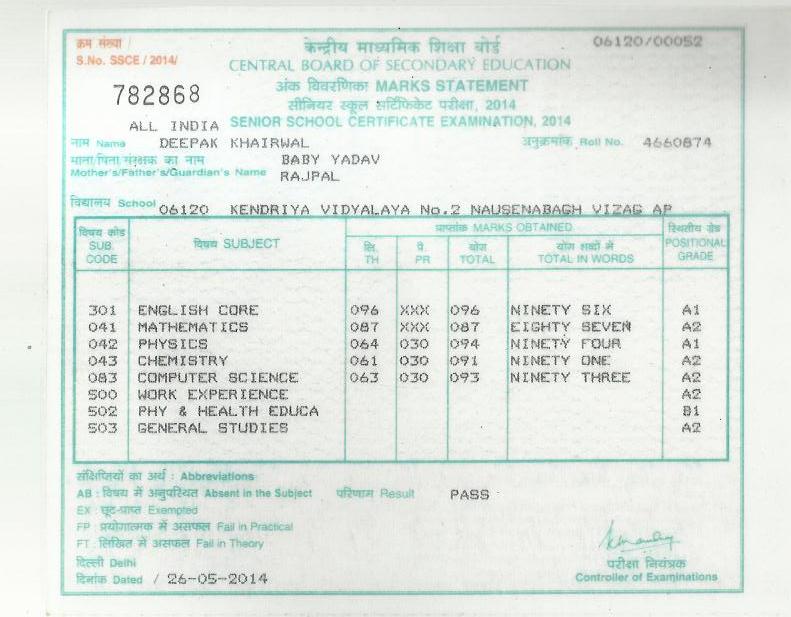 क्रम संख्या / 06120/00052
S.No. SSCE / 2014/
केन्द्रीय माध्यमिक शिक्षा बोर्ड
CENTRAL BOARD OF SECONDARY EDUCATION
782868
अंक विवरणिका MARKS STATEMENT
सीनियर स्कूल सर्टिफिकेट परीक्षा, 2014
ALL INDIA SENIOR SCHOOL CERTIFICATE EXAMINATION, 2014
नाम Name DEEPAK KHAIRWAL अनुक्रमांक Roll No. 4660874
माता/पिता/संरक्षक का नाम BABY YADAV
Mother's/Father's/Guardian's Name RAJPAL
विद्यालय School 06120 KENDRIYA VIDYALAYA No.2 NAUSENABAGH VIZAG AP
विषय कोड SUB. CODE विषय SUBJECT प्राप्तांक MARKS OBTAINED स्थितीय ग्रेड POSITIONAL GRADE
लि. TH प्रै. PR योग TOTAL योग शब्दों में TOTAL IN WORDS
301 ENGLISH CORE 096 XXX 096 NINETY SIX A1
041 MATHEMATICS 087 XXX 087 EIGHTY SEVEN A2
042 PHYSICS 064 030 094 NINETY FOUR A1
043 CHEMISTRY 061 030 091 NINETY ONE A2
083 COMPUTER SCIENCE 063 030 093 NINETY THREE A2
500 WORK EXPERIENCE A2
502 PHY & HEALTH EDUCA B1
503 GENERAL STUDIES A2
संक्षिप्तियों का अर्थ : Abbreviations
AB : विषय में अनुपस्थित Absent in the Subject परिणाम Result PASS
EX : छूट-प्राप्त Exempted
FP : प्रयोगात्मक में असफल Fail in Practical
FT : लिखित में असफल Fail in Theory
दिल्ली Delhi
परीक्षा नियंत्रक
दिनांक Dated / 26-05-2014 Controller of Examinations